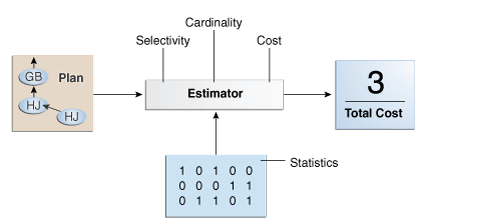 Cardinality
Selectivity
Cost
GB
Plan
HJ
HJ
Estimator
3
Total Cost
Statistics
1 0 1 0 0
0 0 0 1 1
0 1 1 0 1